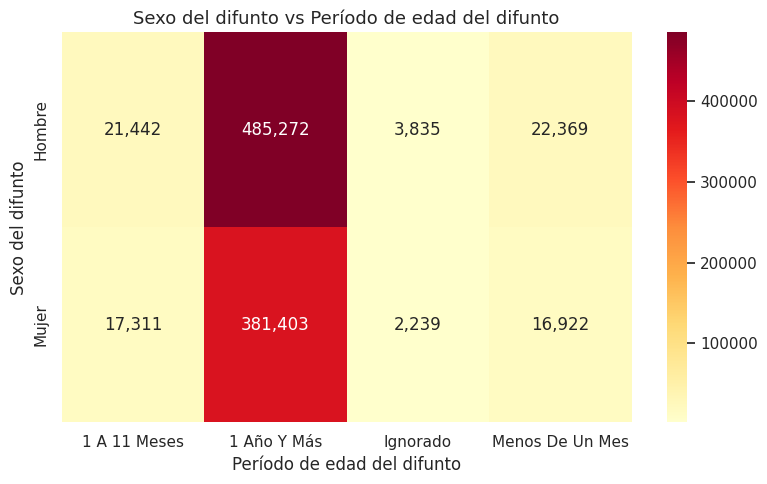 Sexo del difunto vs Período de edad del difunto
Sexo del difunto
Hombre
21,442 485,272 3,835 22,369
Mujer
17,311 381,403 2,239 16,922
1 A 11 Meses 1 Año Y Más Ignorado Menos De Un Mes
Período de edad del difunto
400000
300000
200000
100000